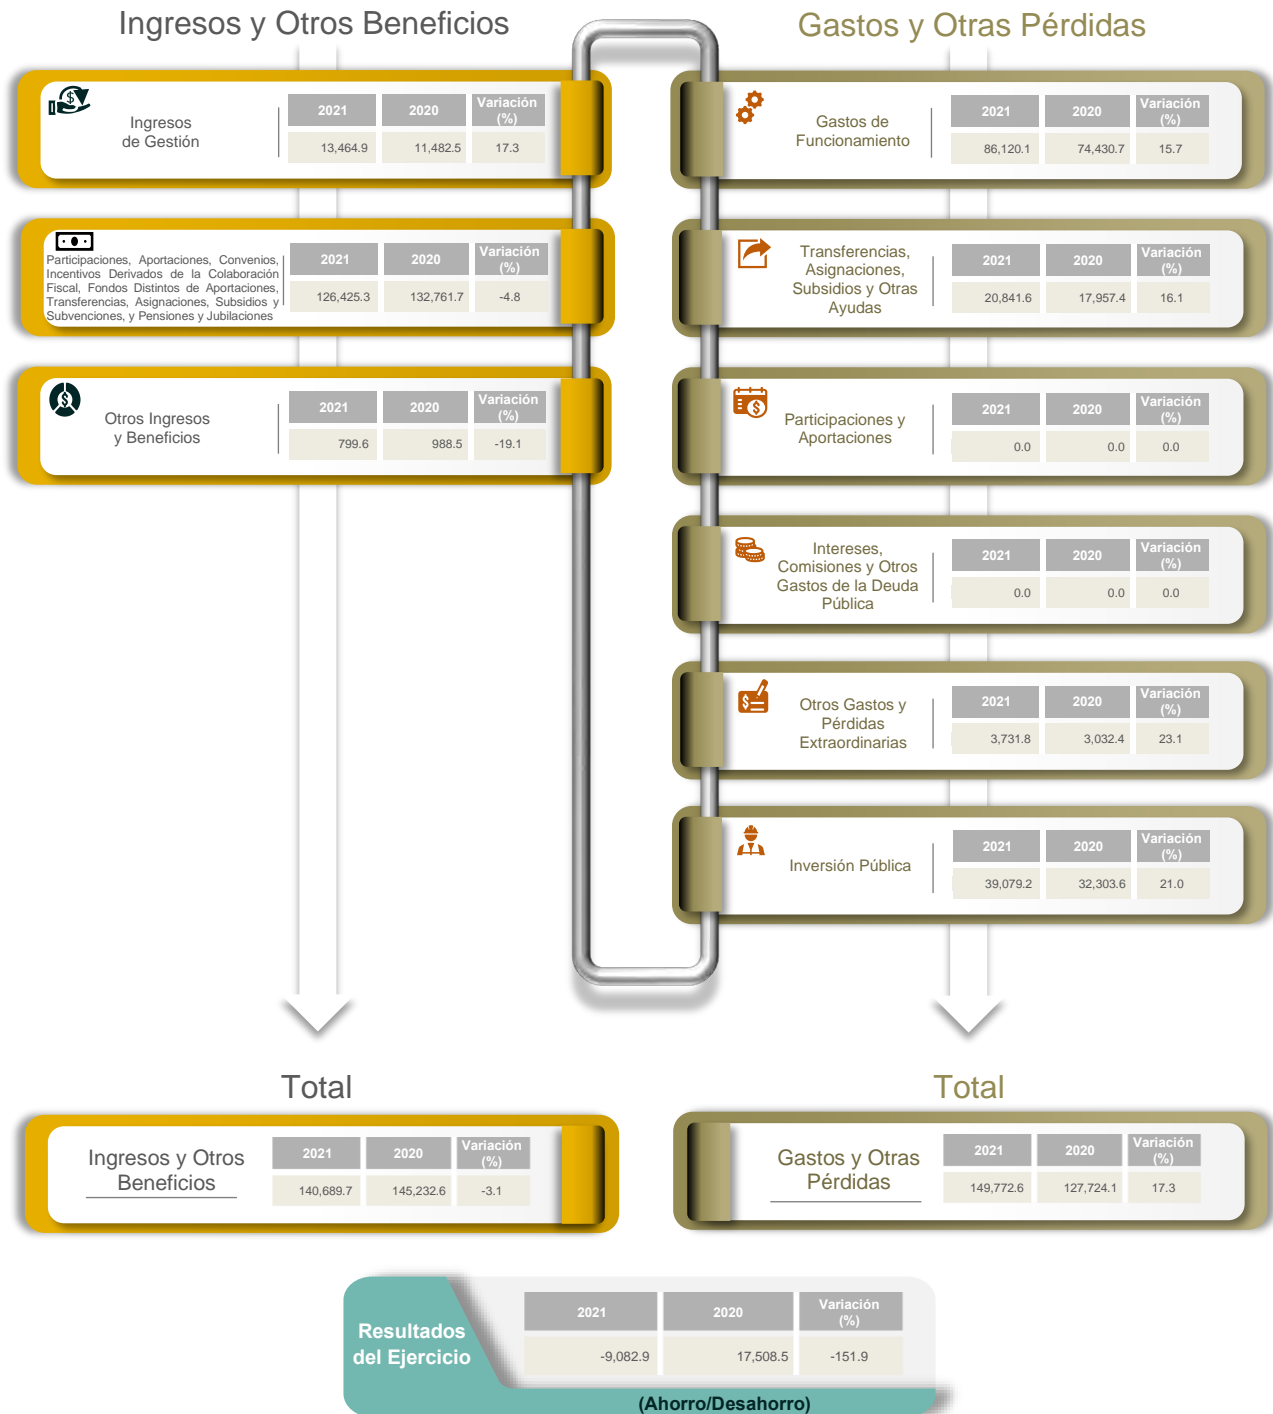 Ingresos y Otros Beneficios
Ingresos
de Gestión
2021 2020 Variación
(%)
13,464.9 11,482.5 17.3
Participaciones, Aportaciones, Convenios,
Incentivos Derivados de la Colaboración
Fiscal, Fondos Distintos de Aportaciones,
Transferencias, Asignaciones, Subsidios y
Subvenciones, y Pensiones y Jubilaciones
2021 2020 Variación
(%)
126,425.3 132,761.7 -4.8
Otros Ingresos
y Beneficios
2021 2020 Variación
(%)
799.6 988.5 -19.1
Gastos y Otras Pérdidas
Gastos de
Funcionamiento
2021 2020 Variación
(%)
86,120.1 74,430.7 15.7
Transferencias,
Asignaciones,
Subsidios y Otras
Ayudas
2021 2020 Variación
(%)
20,841.6 17,957.4 16.1
Participaciones y
Aportaciones
2021 2020 Variación
(%)
0.0 0.0 0.0
Intereses,
Comisiones y Otros
Gastos de la Deuda
Pública
2021 2020 Variación
(%)
0.0 0.0 0.0
Otros Gastos y
Pérdidas
Extraordinarias
2021 2020 Variación
(%)
3,731.8 3,032.4 23.1
Inversión Pública
2021 2020 Variación
(%)
39,079.2 32,303.6 21.0
Total
Ingresos y Otros
Beneficios
2021 2020 Variación
(%)
140,689.7 145,232.6 -3.1
Total
Gastos y Otras
Pérdidas
2021 2020 Variación
(%)
149,772.6 127,724.1 17.3
Resultados
del Ejercicio
2021 2020 Variación
(%)
-9,082.9 17,508.5 -151.9
(Ahorro/Desahorro)